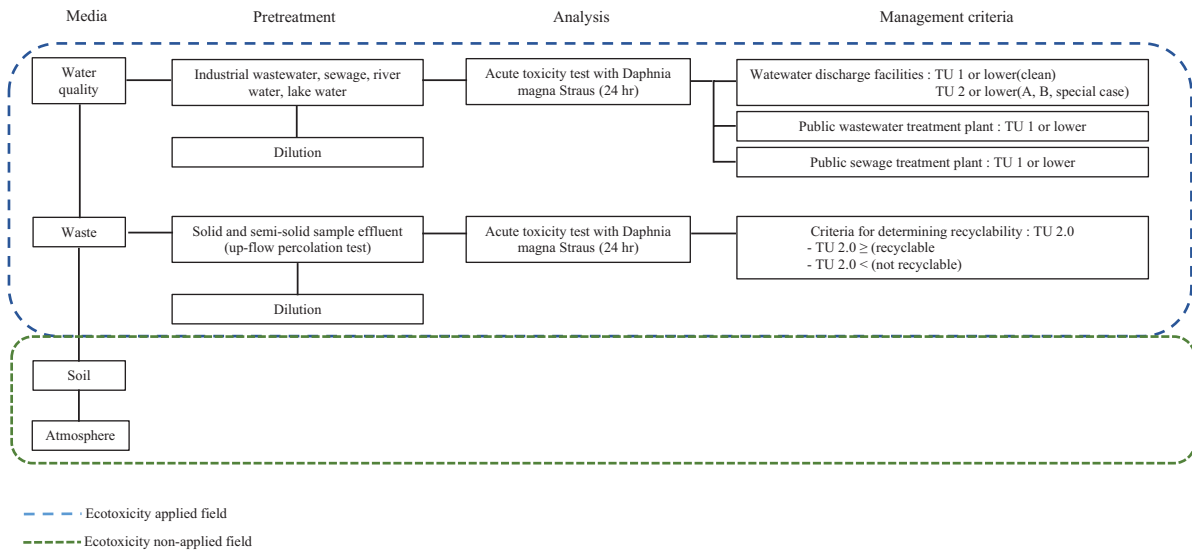 Media
Pretreatment
Analysis
Management criteria
Water
quality
Industrial wastewater, sewage, river
water, lake water
Acute toxicity test with Daphnia
magna Straus (24 hr)
Watewater discharge facilities : TU 1 or lower(clean)
TU 2 or lower(A, B, special case)
Dilution
Public wastewater treatment plant : TU 1 or lower
Public sewage treatment plant : TU 1 or lower
Waste
Solid and semi-solid sample effluent
(up-flow percolation test)
Acute toxicity test with Daphnia
magna Straus (24 hr)
Criteria for determining recyclability : TU 2.0
- TU 2.0 ≥ (recyclable
- TU 2.0 < (not recyclable)
Dilution
Soil
Atmosphere
Ecotoxicity applied field
Ecotoxicity non-applied field